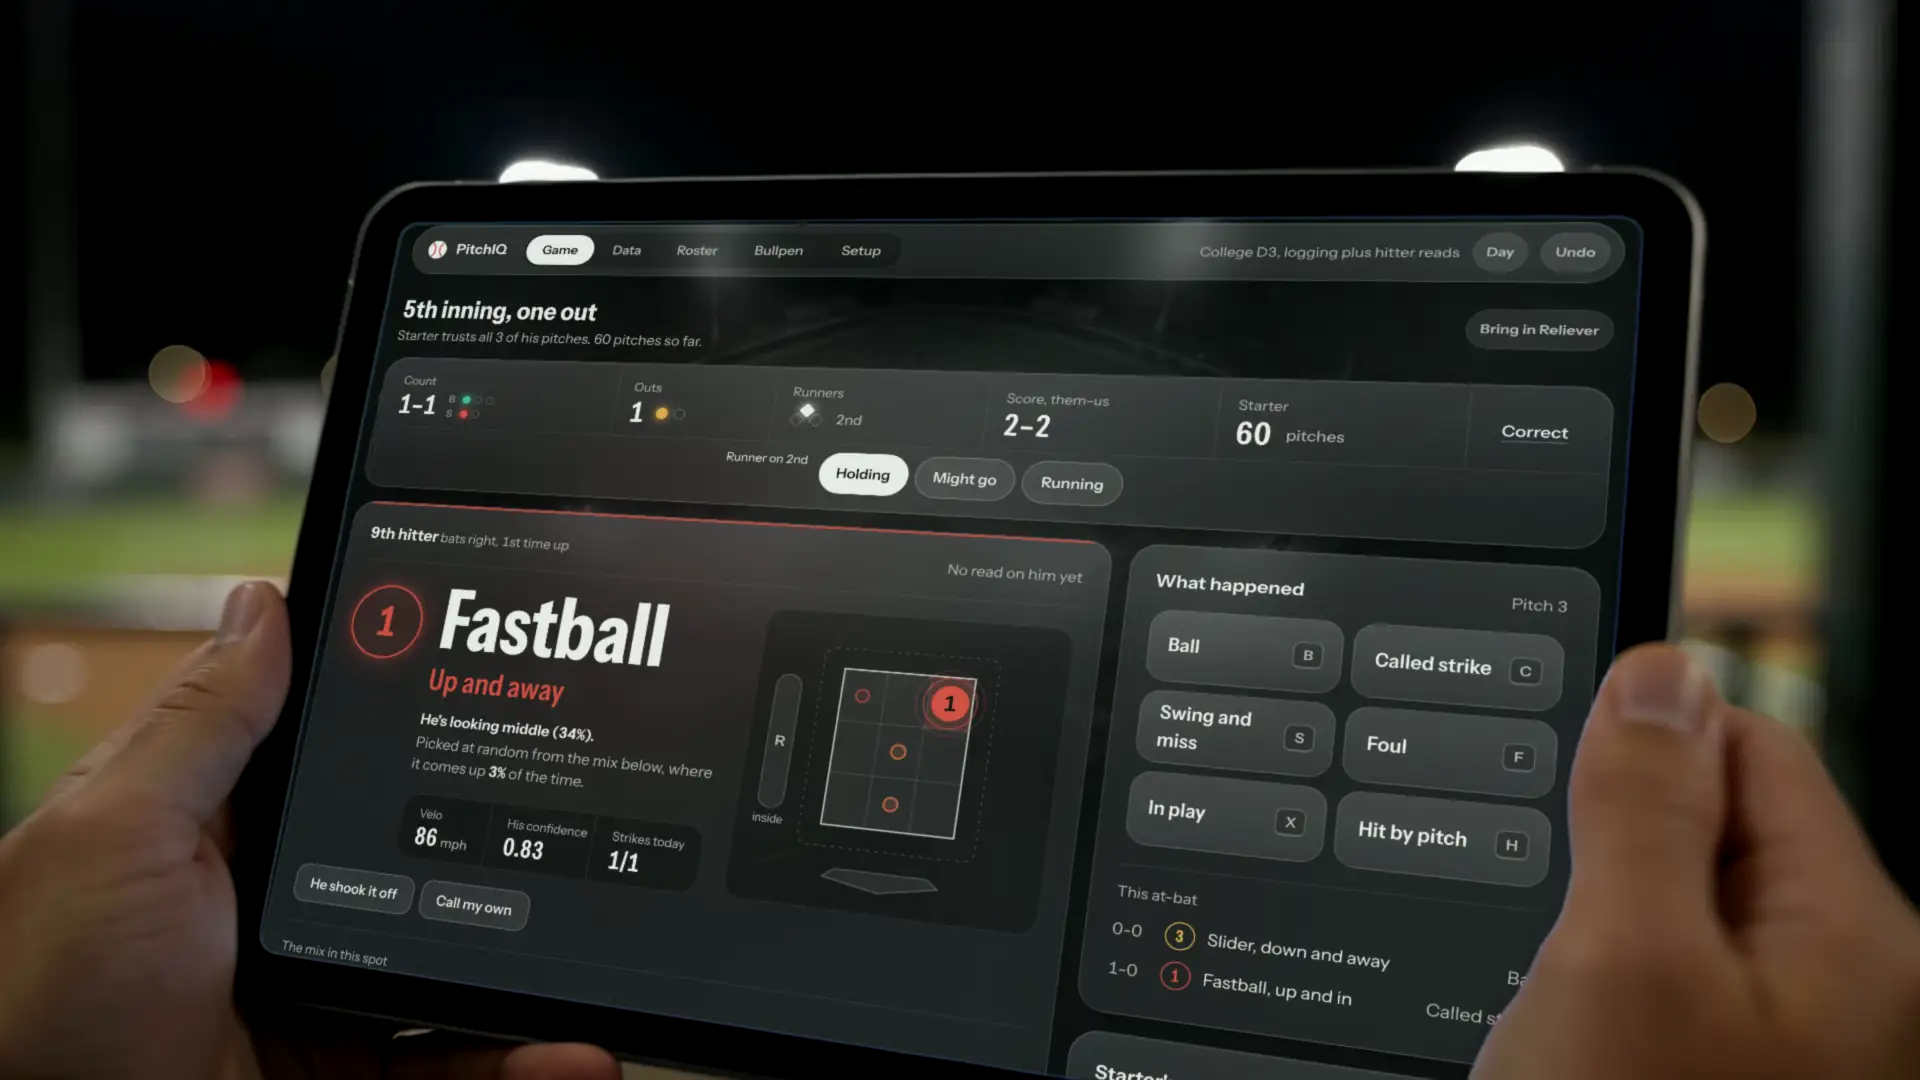 PitchIQ
Game
Data
Roster
Bullpen
Setup
College D3, logging plus hitter reads
Day
Undo
5th inning, one out
Starter trusts all 3 of his pitches. 60 pitches so far.
Bring in Reliever
Count
1-1
B
S
Outs
1
Runners
2nd
Score, them-us
2-2
Starter
60 pitches
Correct
Runner on 2nd
Holding
Might go
Running
9th hitter bats right, 1st time up
No read on him yet
1
Fastball
Up and away
He's looking middle (34%).
Picked at random from the mix below, where
it comes up 3% of the time.
Velo
86 mph
His confidence
0.83
Strikes today
1/1
He shook it off
Call my own
The mix in this spot
R
inside
1
What happened
Pitch 3
Ball B
Called strike C
Swing and
miss S
Foul F
In play X
Hit by pitch H
This at-bat
0-0 3 Slider, down and away
1-0 1 Fastball, up and in
Called